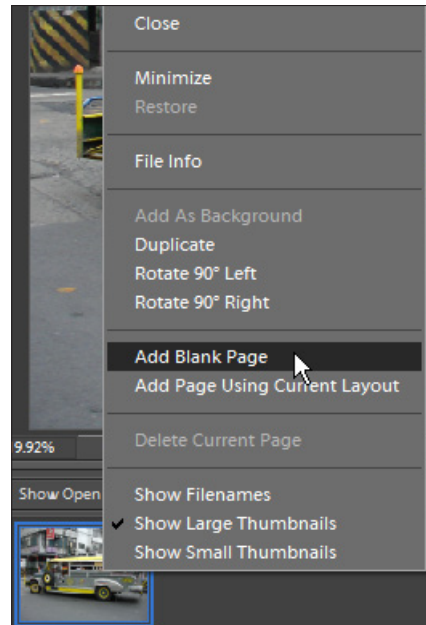 Close
Minimize
Restore
File Info
Add As Background
Duplicate
Rotate 90° Left
Rotate 90° Right
Add Blank Page
Add Page Using Current Layout
9.92%
Delete Current Page
Show Open
Show Filenames
✔ Show Large Thumbnails
Show Small Thumbnails